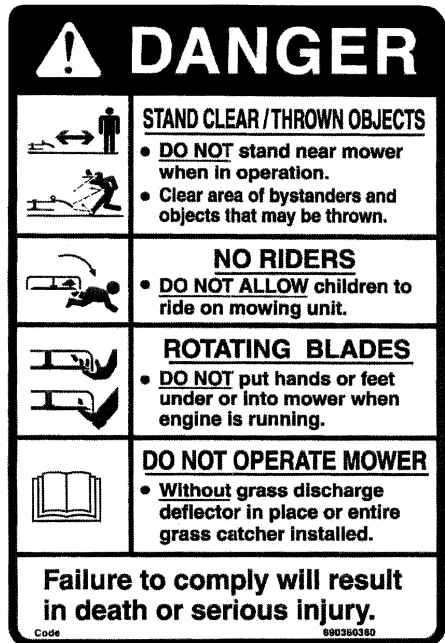 DANGER
STAND CLEAR / THROWN OBJECTS
• DO NOT stand near mower
when in operation.
• Clear area of bystanders and
objects that may be thrown.
NO RIDERS
• DO NOT ALLOW children to
ride on mowing unit.
ROTATING BLADES
• DO NOT put hands or feet
under or into mower when
engine is running.
DO NOT OPERATE MOWER
• Without grass discharge
deflector in place or entire
grass catcher installed.
Failure to comply will result
in death or serious injury.
Code 690360380